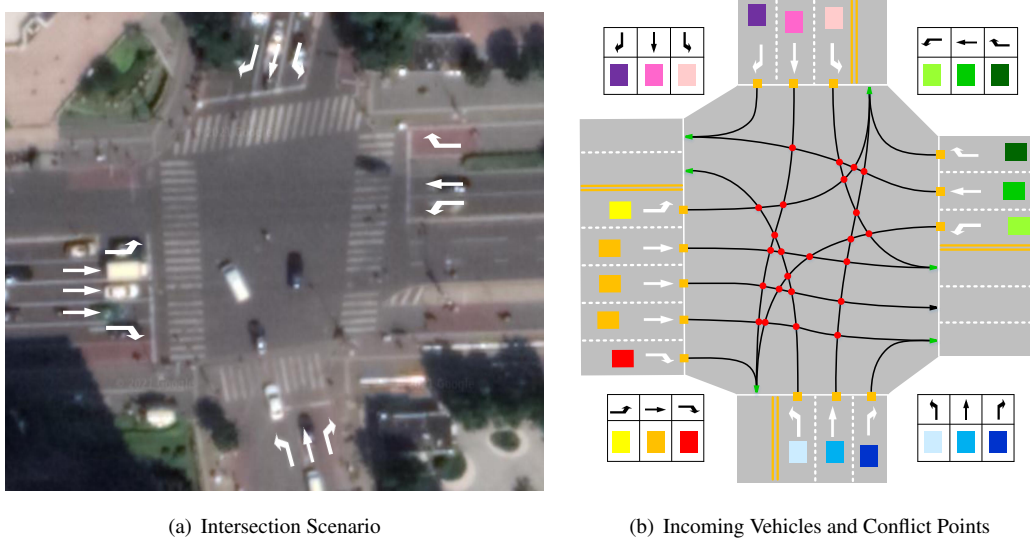 (a) Intersection Scenario
(b) Incoming Vehicles and Conflict Points